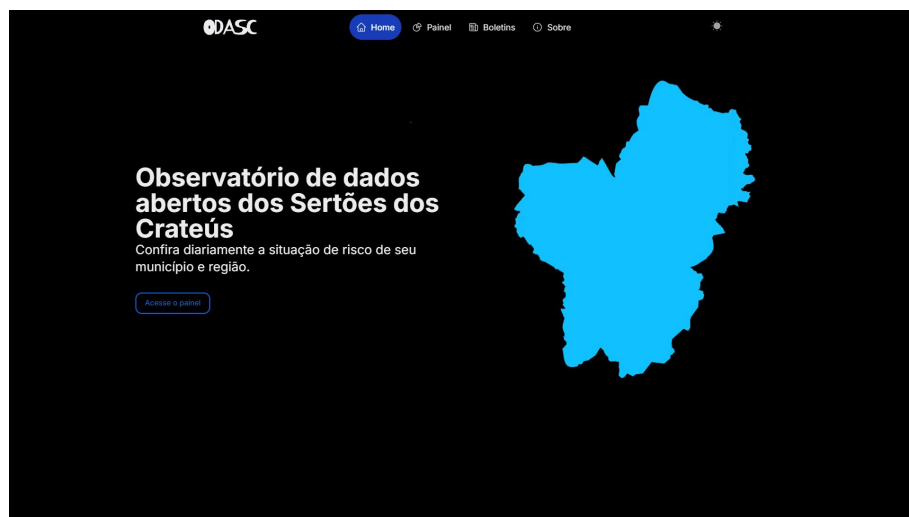 ODASC
Home
Painel
Boletins
Sobre
Observatório de dados
abertos dos Sertões dos
Crateús
Confira diariamente a situação de risco de seu
município e região.
Acesse o painel